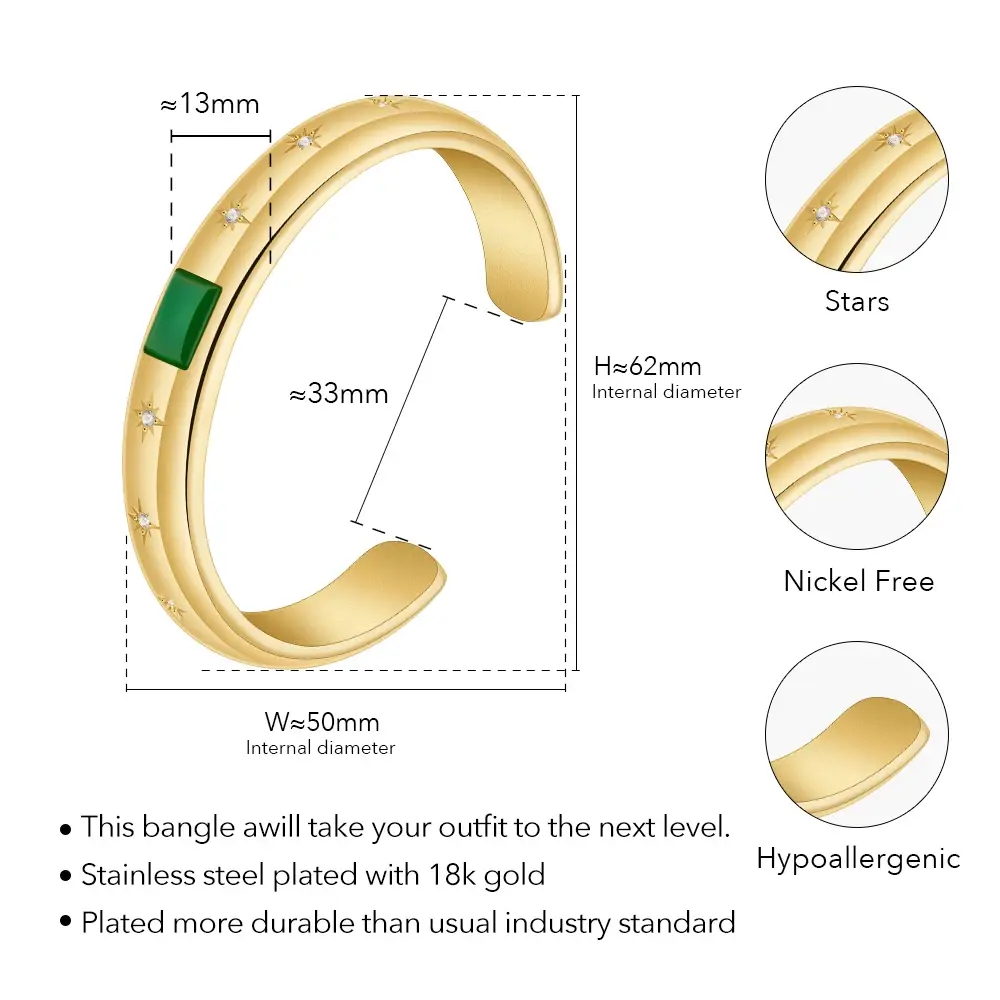 ≈13mm
≈33mm
H≈62mm
Internal diameter
W≈50mm
Internal diameter
Stars
Nickel Free
Hypoallergenic
• This bangle awill take your outfit to the next level.
• Stainless steel plated with 18k gold
• Plated more durable than usual industry standard